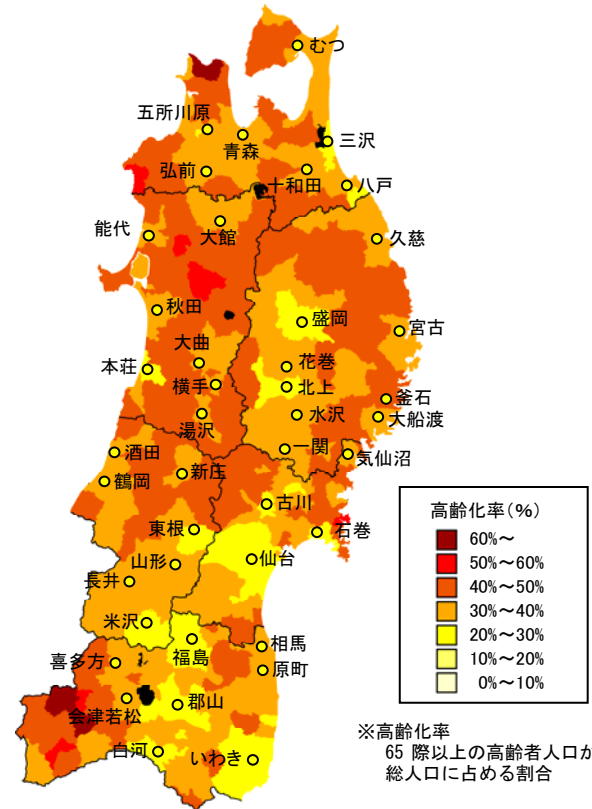 むつ
五所川原
青森
三沢
弘前
十和田
八戸
能代
大館
久慈
秋田
盛岡
宮古
大曲
本荘
花巻
横手
北上
釜石
湯沢
水沢
大船渡
一関
気仙沼
酒田
新庄
鶴岡
古川
東根
石巻
仙台
山形
長井
米沢
福島
相馬
喜多方
原町
会津若松
郡山
白河
いわき
高齢化率(%)
60%～
50%～60%
40%～50%
30%～40%
20%～30%
10%～20%
0%～10%
※高齢化率
65 際以上の高齢者人口が
総人口に占める割合